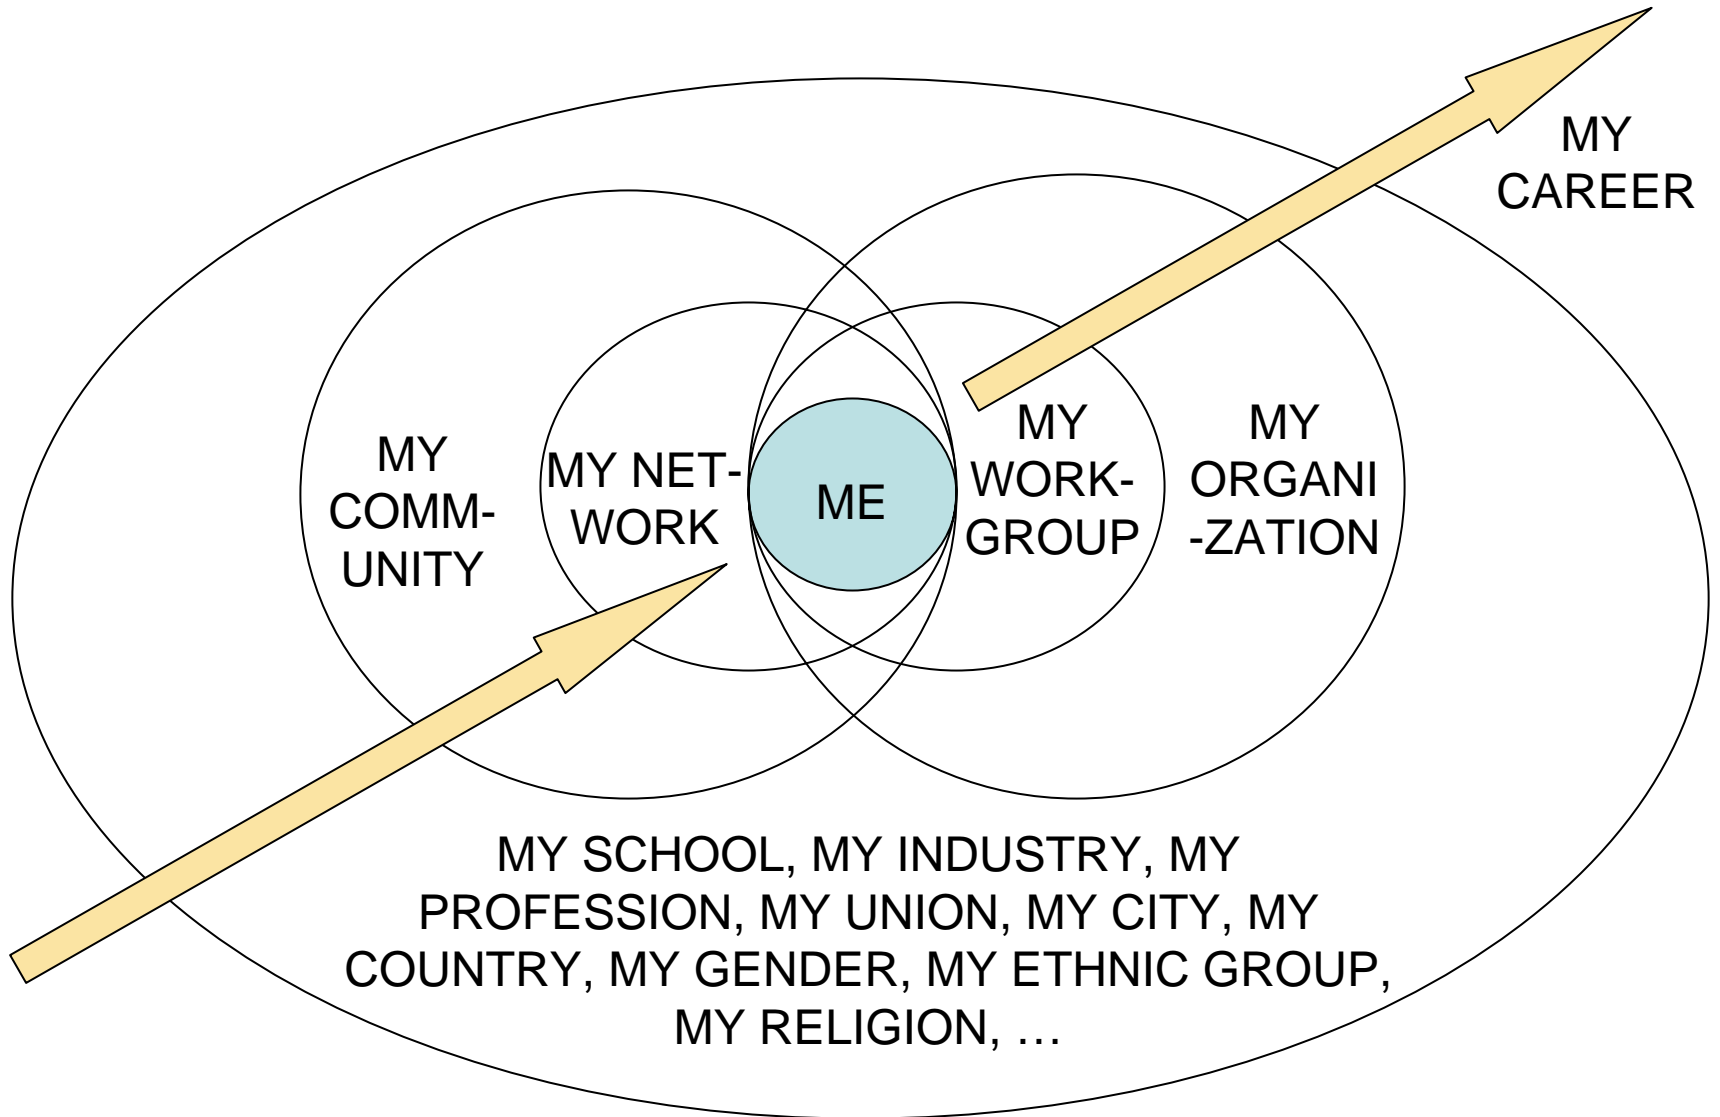 MY
CAREER
MY
COMM-
UNITY
MY NET-
WORK
ME
MY
WORK-
GROUP
MY
ORGANI
-ZATION
MY SCHOOL, MY INDUSTRY, MY
PROFESSION, MY UNION, MY CITY, MY
COUNTRY, MY GENDER, MY ETHNIC GROUP,
MY RELIGION, …